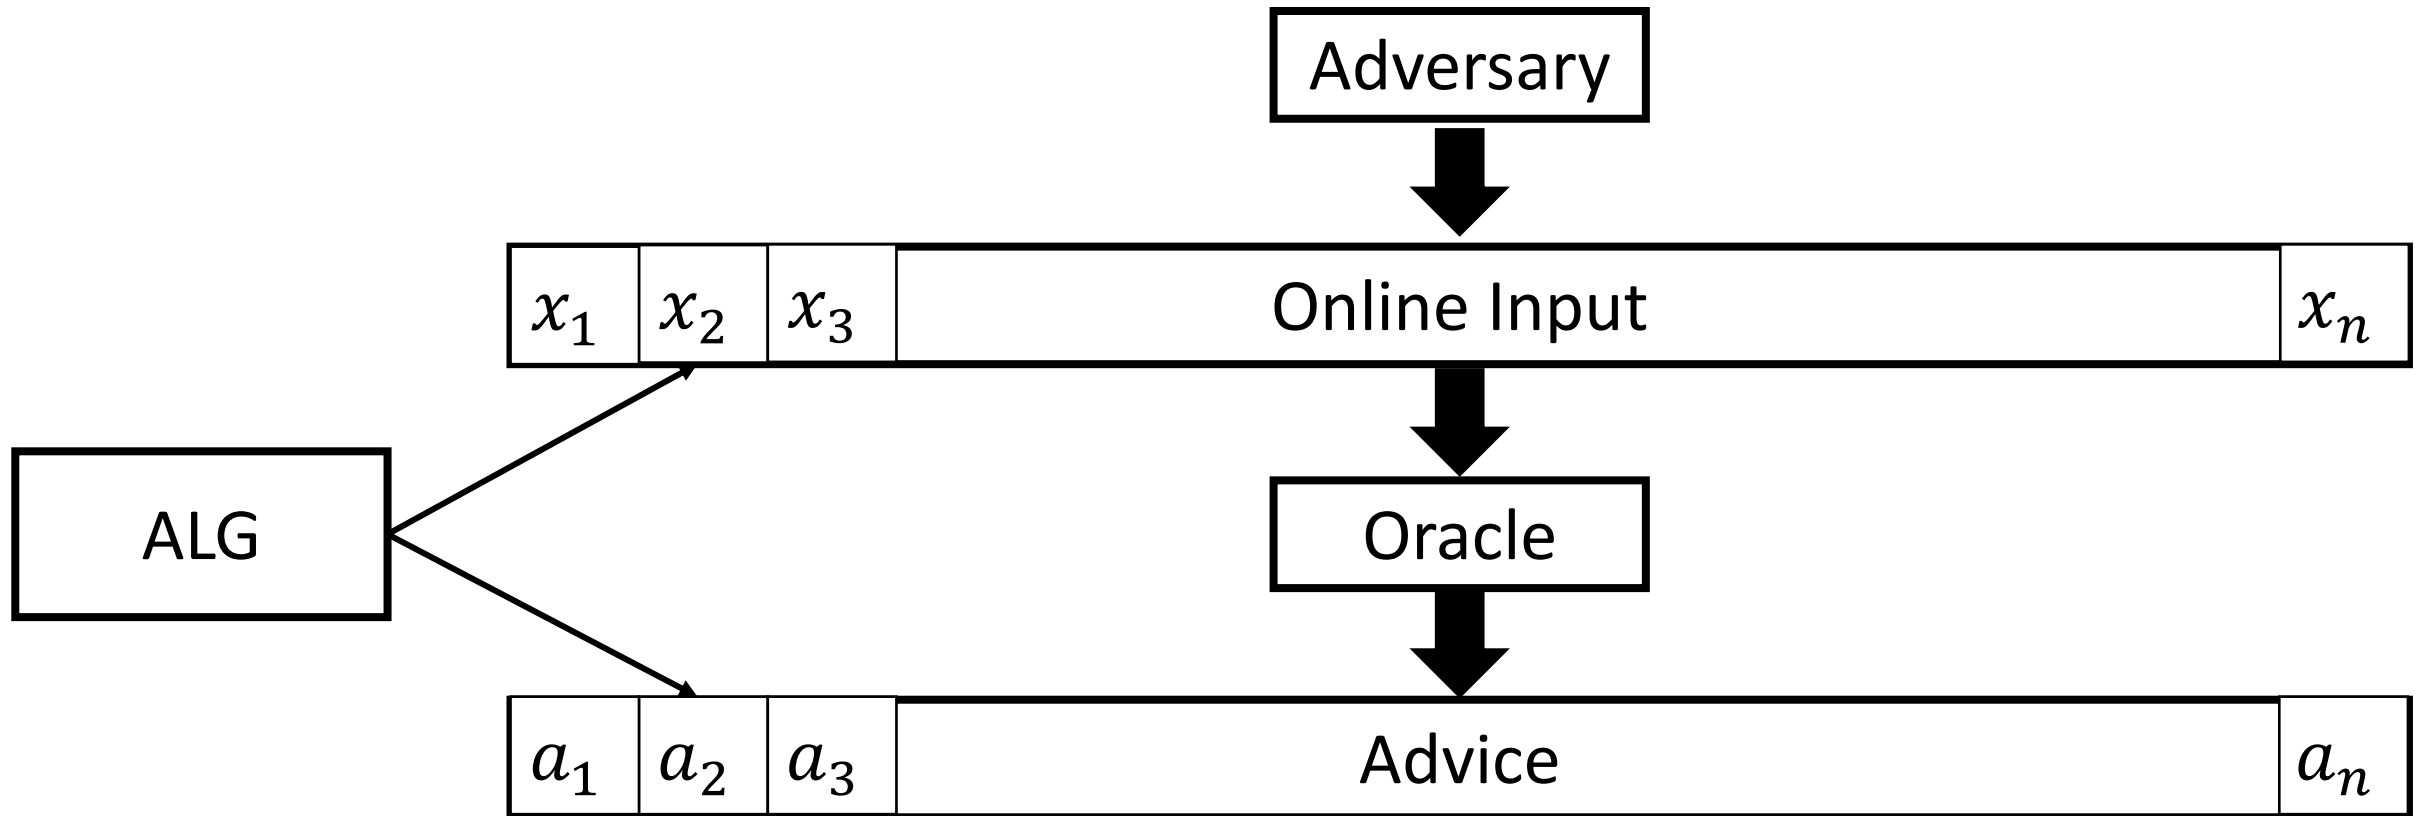 Adversary
x₁ x₂ x₃ Online Input xₙ
ALG Oracle
a₁ a₂ a₃ Advice aₙ